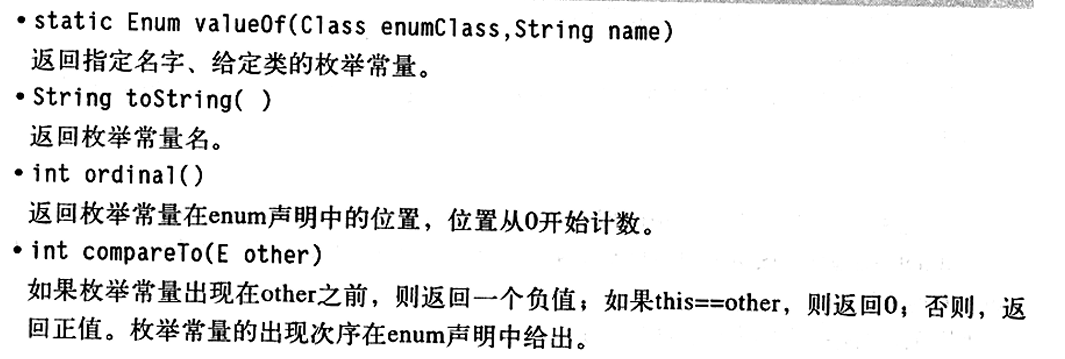 • static Enum valueOf(Class enumClass,String name)
返回指定名字、给定类的枚举常量。
• String toString( )
返回枚举常量名。
• int ordinal()
返回枚举常量在enum声明中的位置，位置从0开始计数。
• int compareTo(E other)
如果枚举常量出现在other之前，则返回一个负值；如果this==other，则返回0；否则，返
回正值。枚举常量的出现次序在enum声明中给出。